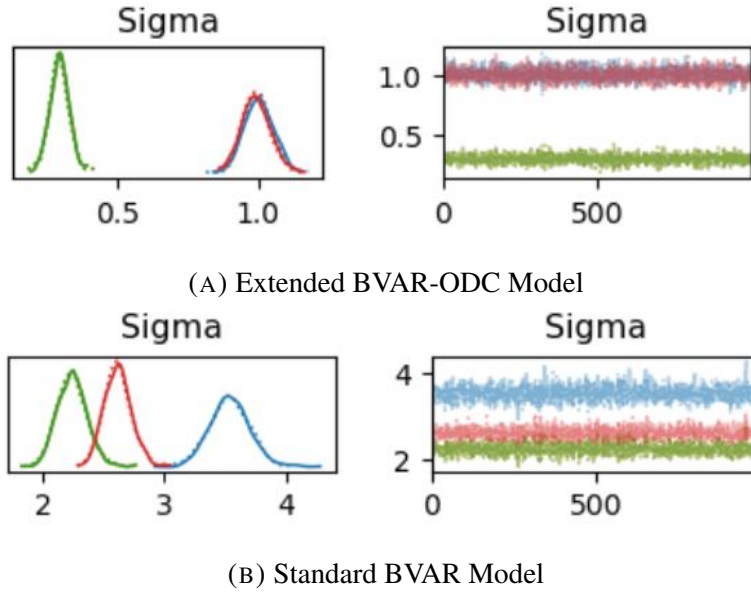 Sigma
Sigma
0.5 1.0
1.0
0.5
0 500
(A) Extended BVAR-ODC Model
Sigma
Sigma
2 3 4
4
2
0 500
(B) Standard BVAR Model